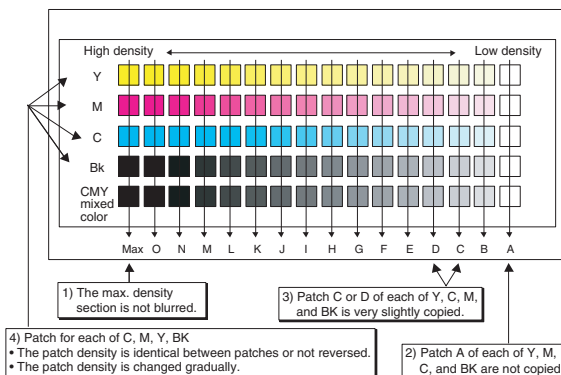 High density
Low density
Y
M
C
Bk
CMY
mixed
color
Max O N M L K J I H G F E D C B A
1) The max. density
section is not blurred.
3) Patch C or D of each of Y, C, M,
and BK is very slightly copied.
4) Patch for each of C, M, Y, BK
• The patch density is identical between patches or not reversed.
• The patch density is changed gradually.
2) Patch A of each of Y, M,
C, and BK are not copied